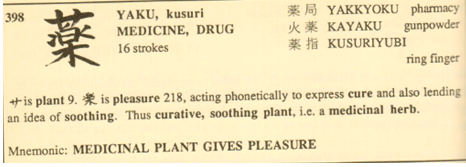 398
薬
YAKU, kusuri
MEDICINE, DRUG
16 strokes
薬局 YAKKYOKU pharmacy
火薬 KAYAKU gunpowder
薬指 KUSURIYUBI
ring finger
サ is plant 9. 楽 is pleasure 218, acting phonetically to express cure and also lending
an idea of soothing. Thus curative, soothing plant, i.e. a medicinal herb.
Mnemonic: MEDICINAL PLANT GIVES PLEASURE